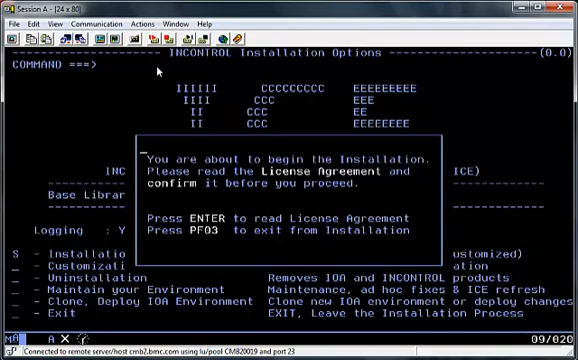 Session A - [24 x 80]
File Edit View Communication Actions Window Help
INCONTROL Installation Options (0.0)
COMMAND ===>
IIIIII CCCCCCCCC EEEEEEEEE
IIII CCC EEE
II CCC EE
II CCC EEEEEEEE
You are about to begin the Installation.
INC Please read the License Agreement and ICE)
confirm it before you proceed.
Base Librar
Press ENTER to read License Agreement
Logging : Y Press PF03 to exit from Installation
S - Installatio ustomized)
_ - Customizati ation
_ - Uninstallation Removes IOA and INCONTROL products
_ - Maintain your Environment Maintenance, ad hoc fixes & ICE refresh
_ - Clone, Deploy IOA Environment Clone new IOA environment or deploy changes
_ - Exit EXIT, Leave the Installation Process
MA A X 09/020
Connected to remote server/host cmb2.bmc.com using lu/pool CMB20019 and port 23